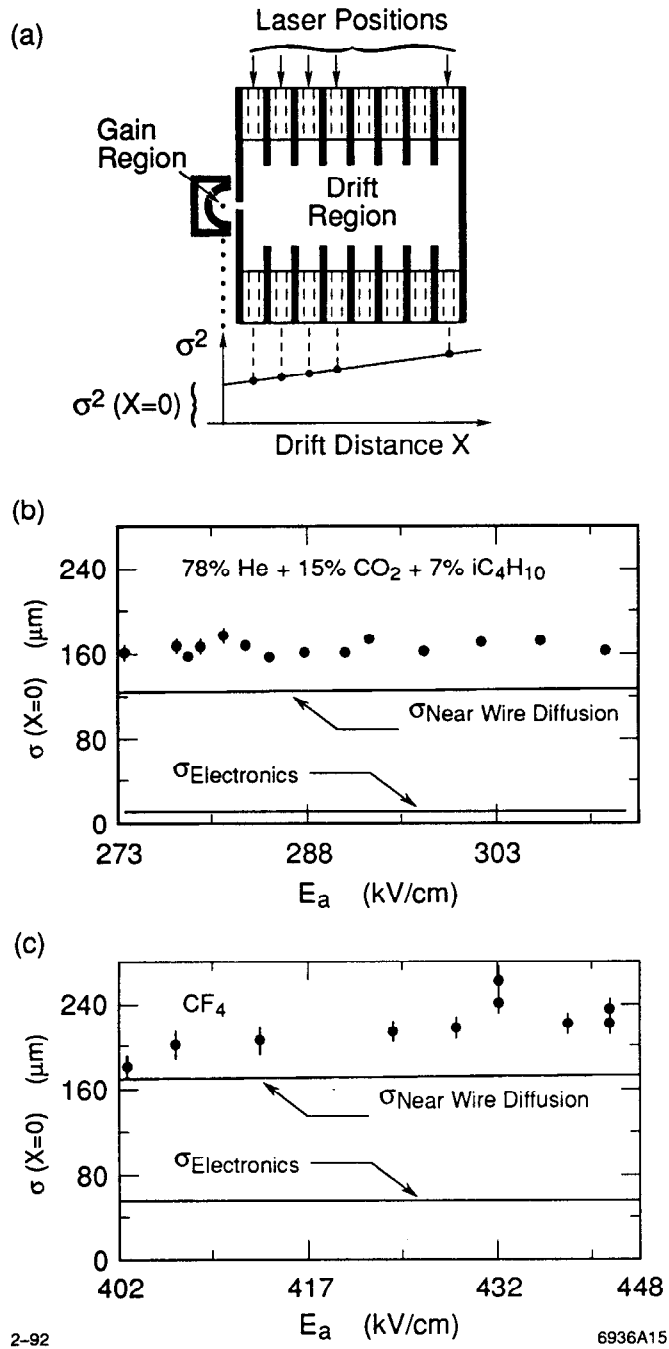 (a)
Laser Positions
Gain
Region
Drift
Region
σ²
σ² (X=0)
Drift Distance X
(b)
240
160
80
0
σ (X=0) (μm)
78% He + 15% CO₂ + 7% iC₄H₁₀
σNear Wire Diffusion
σElectronics
273
288
303
Eₐ (kV/cm)
(c)
240
160
80
0
σ (X=0) (μm)
CF₄
σNear Wire Diffusion
σElectronics
402
417
432
448
Eₐ (kV/cm)
2–92
6936A15